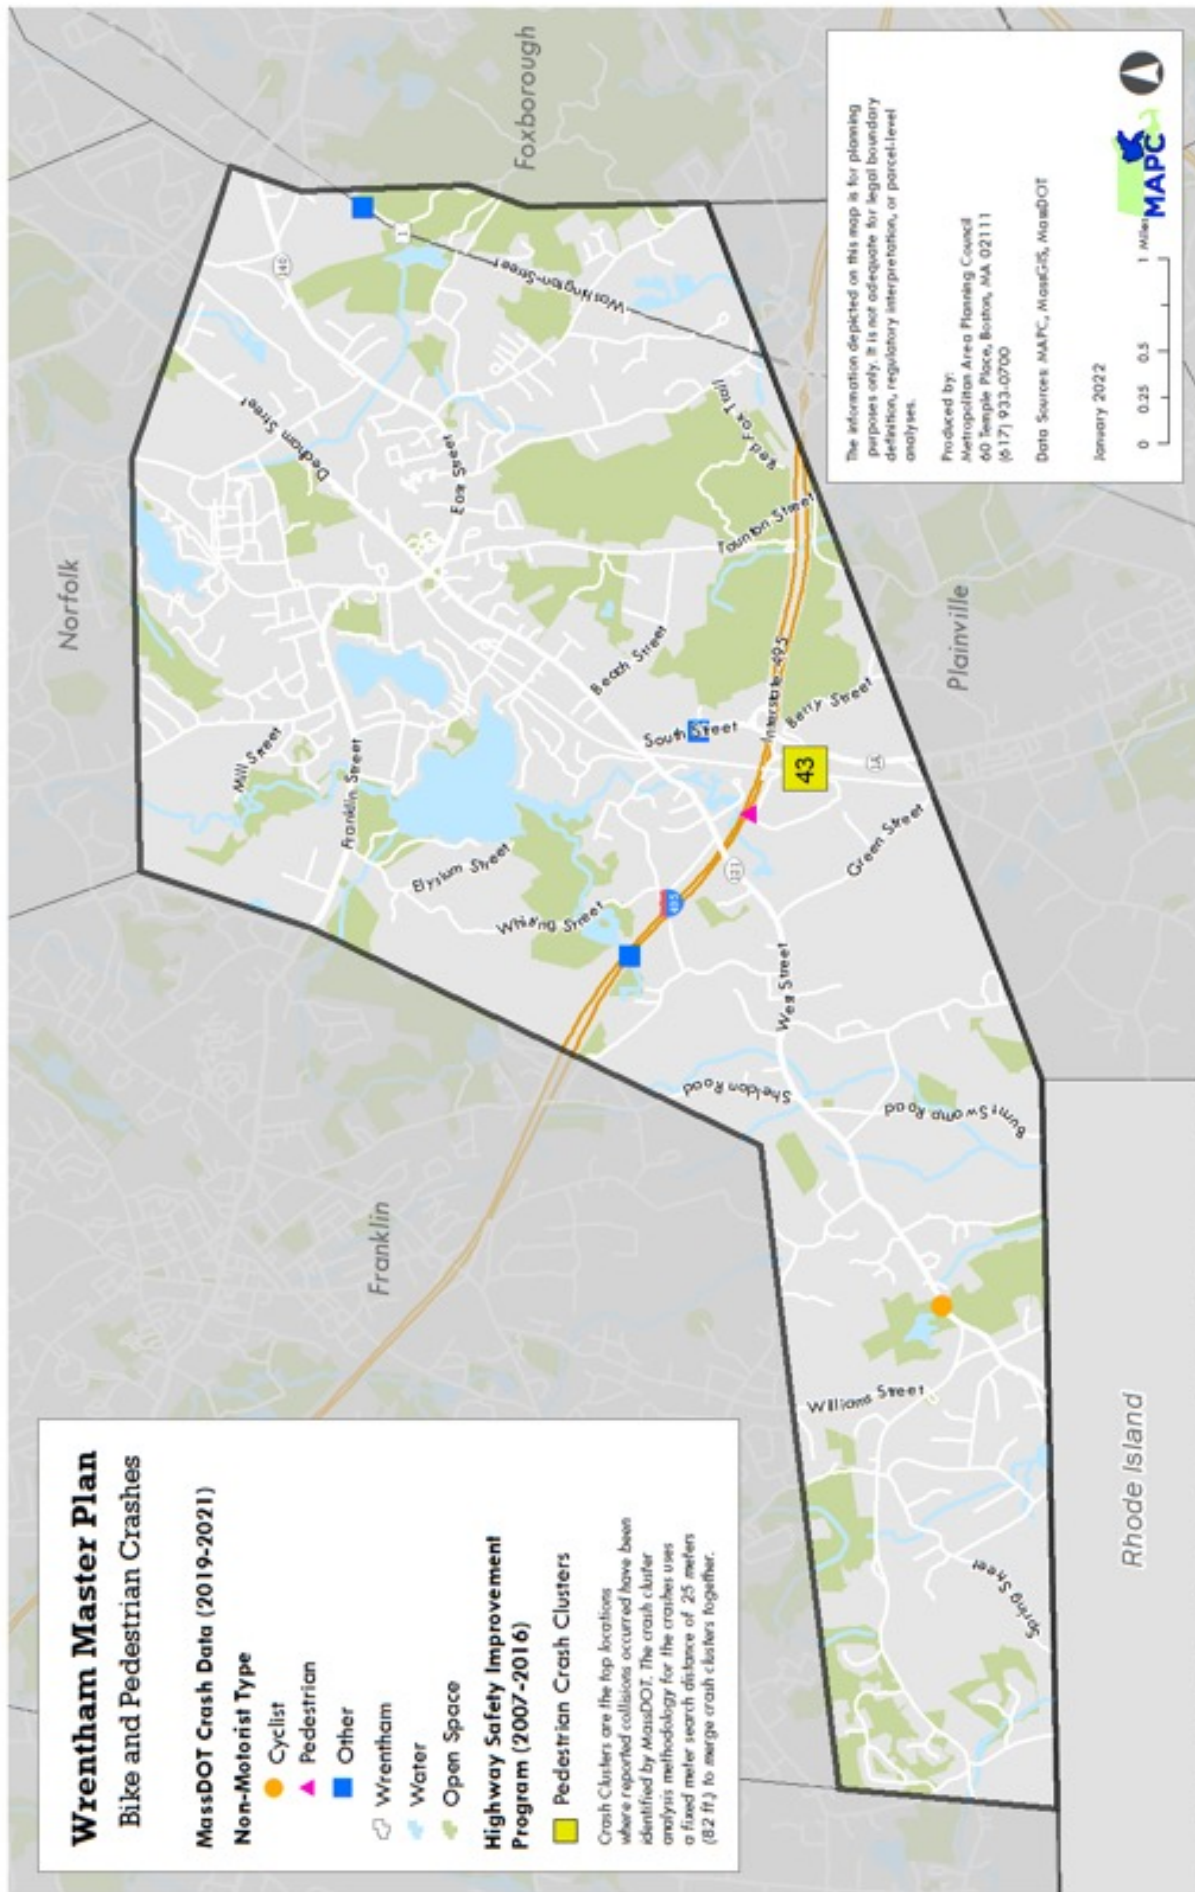 Wrentham Master Plan
Bike and Pedestrian Crashes
MassDOT Crash Data (2019-2021)
Non-Motorist Type
Cyclist
Pedestrian
Other
Wrentham
Water
Open Space
Highway Safety Improvement
Program (2007-2016)
Pedestrian Crash Clusters
Crash Clusters are the top locations
where reported collisions occurred have been
identified by MassDOT. The crash cluster
analysis methodology for the crashes uses
a fixed meter search distance of 25 meters
(82 ft.) to merge crash clusters together.
Norfolk
Foxborough
Franklin
Plainville
Rhode Island
Mill Street
Franklin Street
Elysium Street
Whiting Street
Dedham Street
East Street
140
1
Washington Street
Red Fox Trail
Taunton Street
Beach Street
South Street
Interstate 495
Berry Street
43
1A
495
121
Green Street
West Street
Sheldon Road
Burnt Swamp Road
Williams Street
Spring Street
The information depicted on this map is for planning
purposes only. It is not adequate for legal boundary
definition, regulatory interpretation, or parcel-level
analyses.
Produced by:
Metropolitan Area Planning Council
60 Temple Place, Boston, MA 02111
(617) 933-0700
Data Sources: MAPC, MassGIS, MassDOT
January 2022
0 0.25 0.5 1 Miles
MAPC